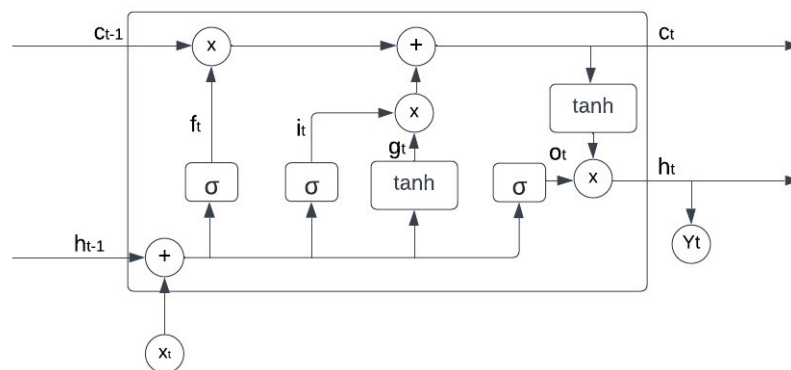 Ct-1 x + Ct
tanh
ft it x gt ot
σ σ tanh σ x ht
ht-1 + Yt
xt